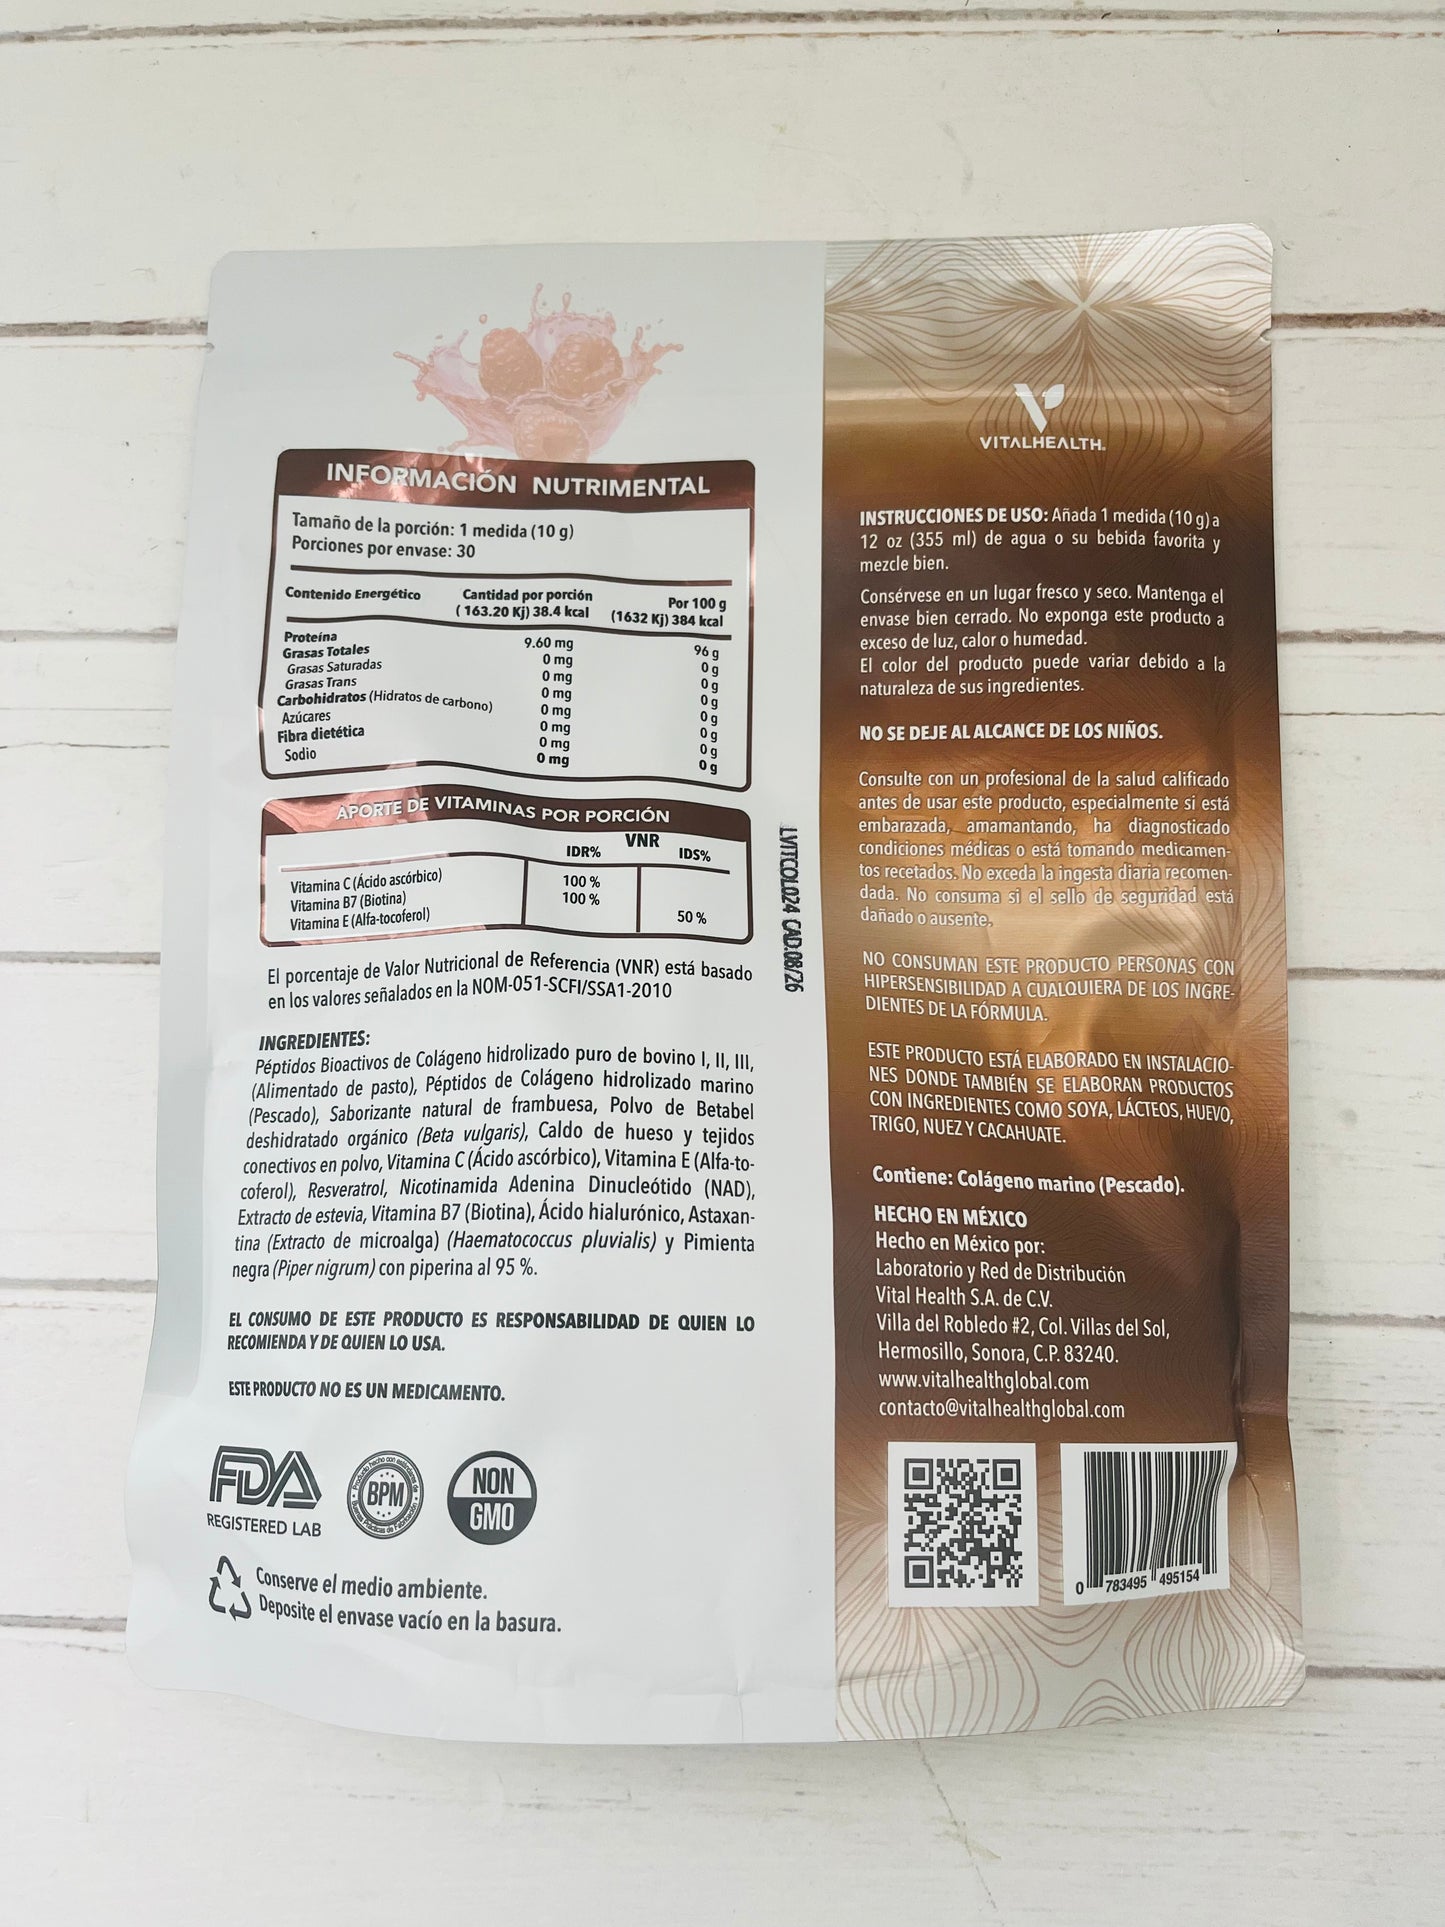 INFORMACIÓN NUTRIMENTAL
Tamaño de la porción: 1 medida (10 g)
Porciones por envase: 30
Contenido Energético Cantidad por porción Por 100 g
( 163.20 Kj) 38.4 kcal (1632 Kj) 384 kcal
Proteína 9.60 mg 96 g
Grasas Totales 0 mg 0 g
Grasas Saturadas 0 mg 0 g
Grasas Trans 0 mg 0 g
Carbohidratos (Hidratos de carbono) 0 mg 0 g
Azúcares 0 mg 0 g
Fibra dietética 0 mg 0 g
Sodio 0 mg 0 g
APORTE DE VITAMINAS POR PORCIÓN
VNR
IDR% IDS%
Vitamina C (Ácido ascórbico) 100 %
Vitamina B7 (Biotina) 100 %
Vitamina E (Alfa-tocoferol) 50 %
El porcentaje de Valor Nutricional de Referencia (VNR) está basado
en los valores señalados en la NOM-051-SCFI/SSA1-2010
INGREDIENTES:
Péptidos Bioactivos de Colágeno hidrolizado puro de bovino I, II, III,
(Alimentado de pasto), Péptidos de Colágeno hidrolizado marino
(Pescado), Saborizante natural de frambuesa, Polvo de Betabel
deshidratado orgánico (Beta vulgaris), Caldo de hueso y tejidos
conectivos en polvo, Vitamina C (Ácido ascórbico), Vitamina E (Alfa-to-
coferol), Resveratrol, Nicotinamida Adenina Dinucleótido (NAD),
Extracto de estevia, Vitamina B7 (Biotina), Ácido hialurónico, Astaxan-
tina (Extracto de microalga) (Haematococcus pluvialis) y Pimienta
negra (Piper nigrum) con piperina al 95 %.
EL CONSUMO DE ESTE PRODUCTO ES RESPONSABILIDAD DE QUIEN LO
RECOMIENDA Y DE QUIEN LO USA.
ESTE PRODUCTO NO ES UN MEDICAMENTO.
FDA
REGISTERED LAB
Producto hecho con estándares de
BPM
Buenas Prácticas de Fabricación
NON
GMO
Conserve el medio ambiente.
Deposite el envase vacío en la basura.
LVITCOL024 CAD.08/26
VITALHEALTH®
INSTRUCCIONES DE USO: Añada 1 medida (10 g) a
12 oz (355 ml) de agua o su bebida favorita y
mezcle bien.
Consérvese en un lugar fresco y seco. Mantenga el
envase bien cerrado. No exponga este producto a
exceso de luz, calor o humedad.
El color del producto puede variar debido a la
naturaleza de sus ingredientes.
NO SE DEJE AL ALCANCE DE LOS NIÑOS.
Consulte con un profesional de la salud calificado
antes de usar este producto, especialmente si está
embarazada, amamantando, ha diagnosticado
condiciones médicas o está tomando medicamen-
tos recetados. No exceda la ingesta diaria recomen-
dada. No consuma si el sello de seguridad está
dañado o ausente.
NO CONSUMAN ESTE PRODUCTO PERSONAS CON
HIPERSENSIBILIDAD A CUALQUIERA DE LOS INGRE-
DIENTES DE LA FÓRMULA.
ESTE PRODUCTO ESTÁ ELABORADO EN INSTALACIO-
NES DONDE TAMBIÉN SE ELABORAN PRODUCTOS
CON INGREDIENTES COMO SOYA, LÁCTEOS, HUEVO,
TRIGO, NUEZ Y CACAHUATE.
Contiene: Colágeno marino (Pescado).
HECHO EN MÉXICO
Hecho en México por:
Laboratorio y Red de Distribución
Vital Health S.A. de C.V.
Villa del Robledo #2, Col. Villas del Sol,
Hermosillo, Sonora, C.P. 83240.
www.vitalhealthglobal.com
contacto@vitalhealthglobal.com
0 783495 495154